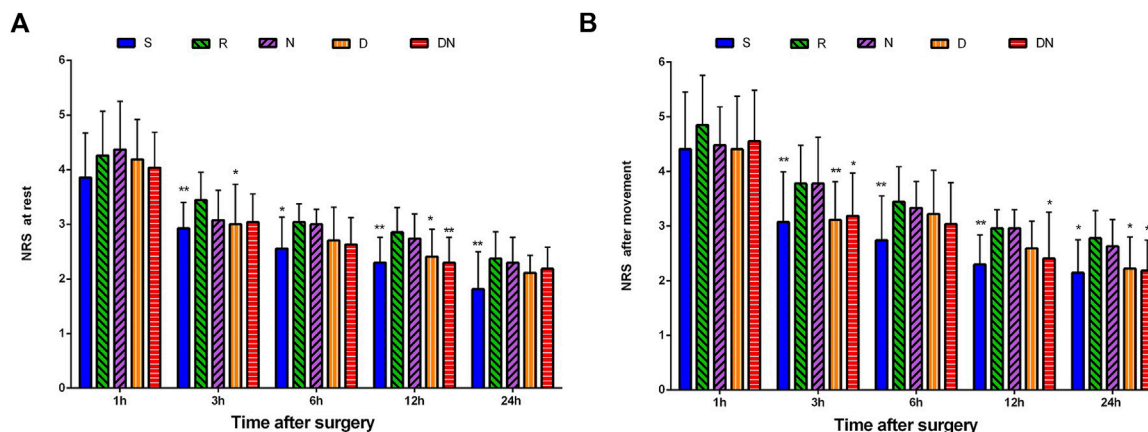 A
S R N D DN
6
5
4
3
2
1
0
NRS at rest
** *
*
** * **
**
1h 3h 6h 12h 24h
Time after surgery
B
S R N D DN
6
5
4
3
2
1
0
NRS after movement
** ** *
**
** *
* * *
1h 3h 6h 12h 24h
Time after surgery